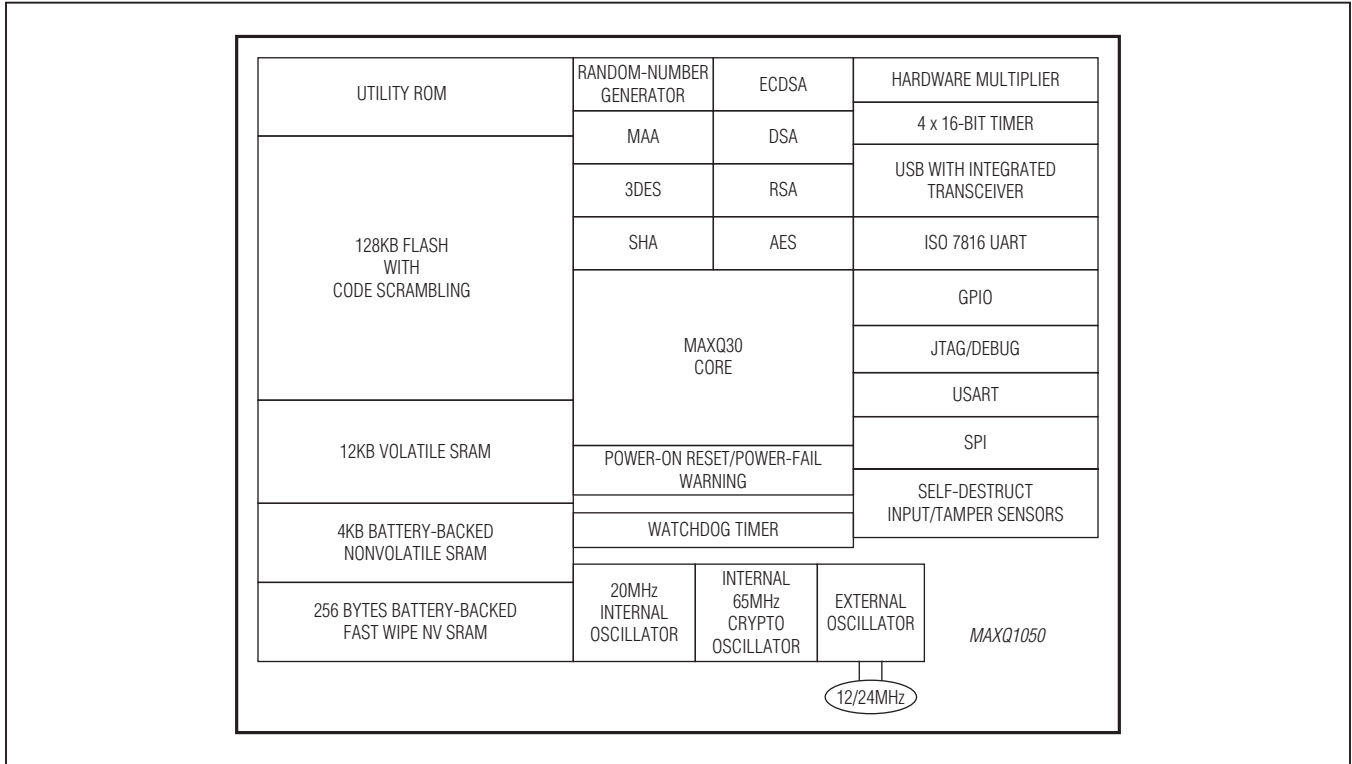 UTILITY ROM
128KB FLASH
WITH
CODE SCRAMBLING
12KB VOLATILE SRAM
4KB BATTERY-BACKED
NONVOLATILE SRAM
256 BYTES BATTERY-BACKED
FAST WIPE NV SRAM
RANDOM-NUMBER
GENERATOR
ECDSA
MAA
DSA
3DES
RSA
SHA
AES
MAXQ30
CORE
POWER-ON RESET/POWER-FAIL
WARNING
WATCHDOG TIMER
20MHz
INTERNAL
OSCILLATOR
INTERNAL
65MHz
CRYPTO
OSCILLATOR
EXTERNAL
OSCILLATOR
12/24MHz
HARDWARE MULTIPLIER
4 x 16-BIT TIMER
USB WITH INTEGRATED
TRANSCEIVER
ISO 7816 UART
GPIO
JTAG/DEBUG
USART
SPI
SELF-DESTRUCT
INPUT/TAMPER SENSORS
MAXQ1050